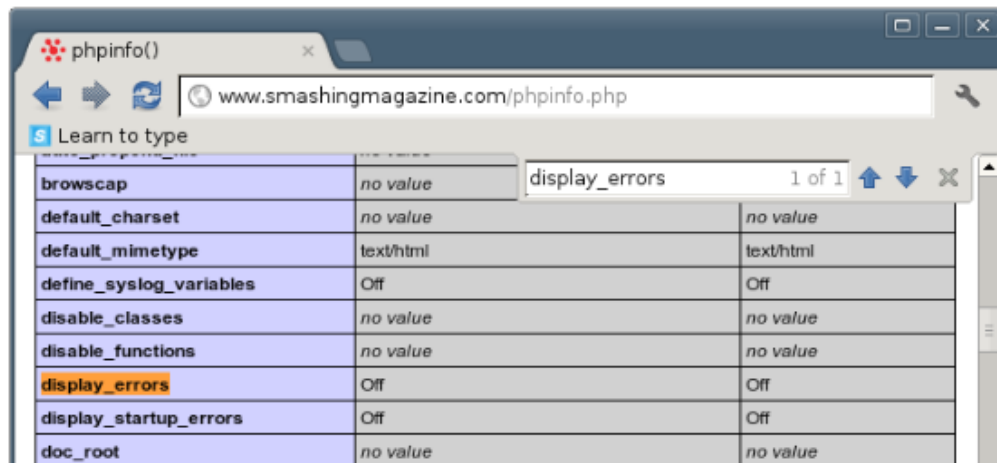 phpinfo()
www.smashingmagazine.com/phpinfo.php
S Learn to type
display_errors 1 of 1
browscap no value
default_charset no value no value
default_mimetype text/html text/html
define_syslog_variables Off Off
disable_classes no value no value
disable_functions no value no value
display_errors Off Off
display_startup_errors Off Off
doc_root no value no value